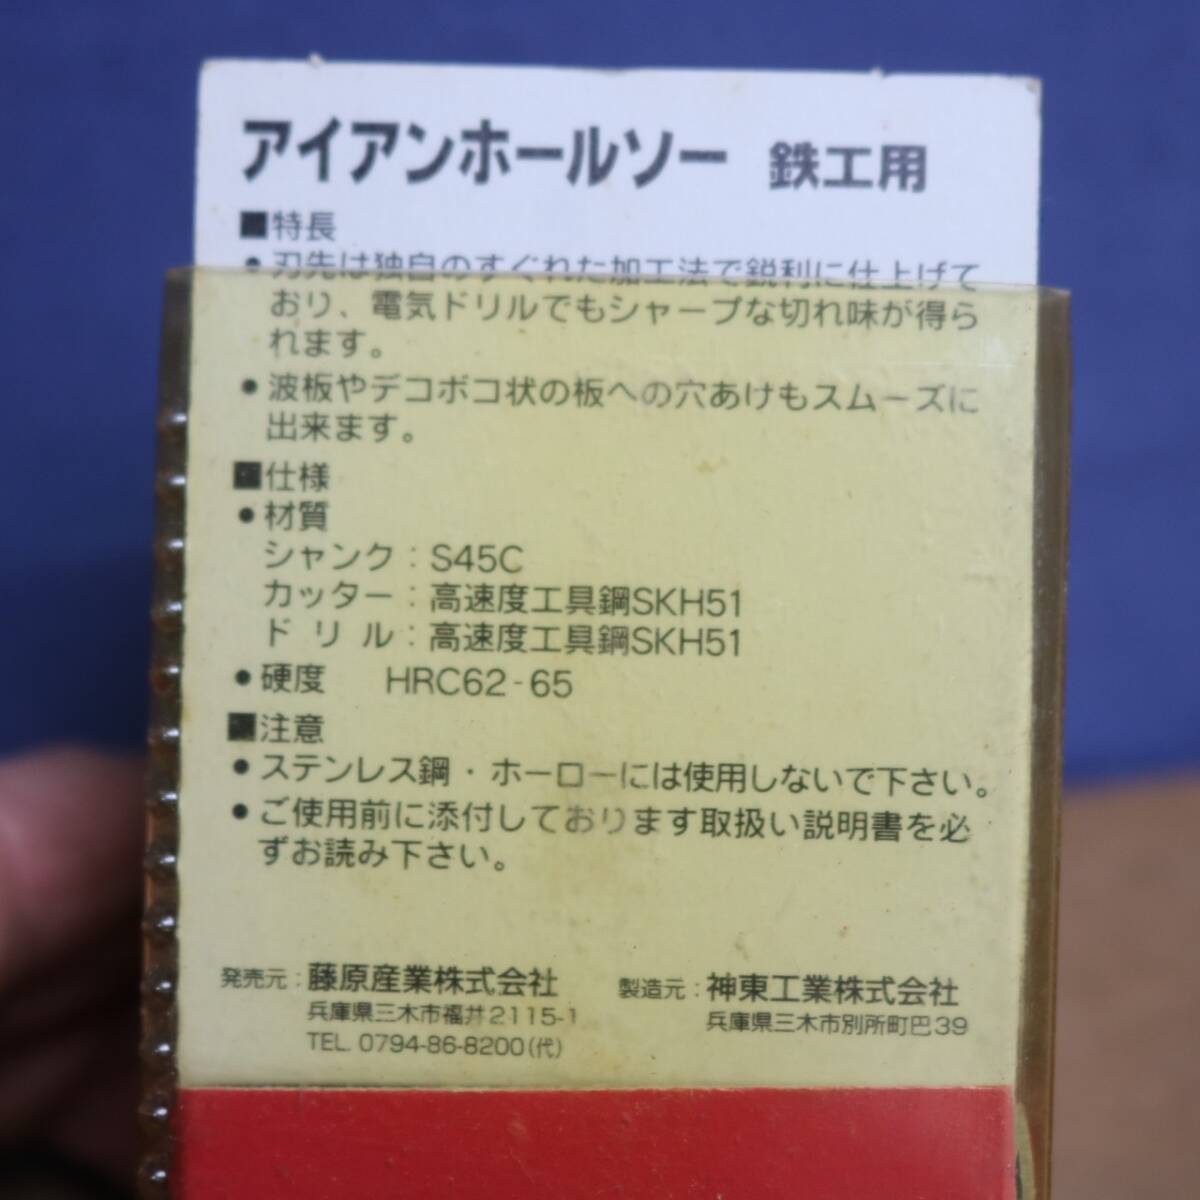 アイアンホールソー 鉄工用
■特長
●刃先は独自のすぐれた加工法で鋭利に仕上げて
おり、電気ドリルでもシャープな切れ味が得ら
れます。
●波板やデコボコ状の板への穴あけもスムーズに
出来ます。
■仕様
●材質
シャンク：S45C
カッター：高速度工具鋼SKH51
ドリル：高速度工具鋼SKH51
●硬度 HRC62-65
■注意
●ステンレス鋼・ホーローには使用しないで下さい。
●ご使用前に添付しております取扱い説明書を必
ずお読み下さい。
発売元：藤原産業株式会社
兵庫県三木市福井2115-1
TEL. 0794-86-8200(代)
製造元：神東工業株式会社
兵庫県三木市別所町巴39